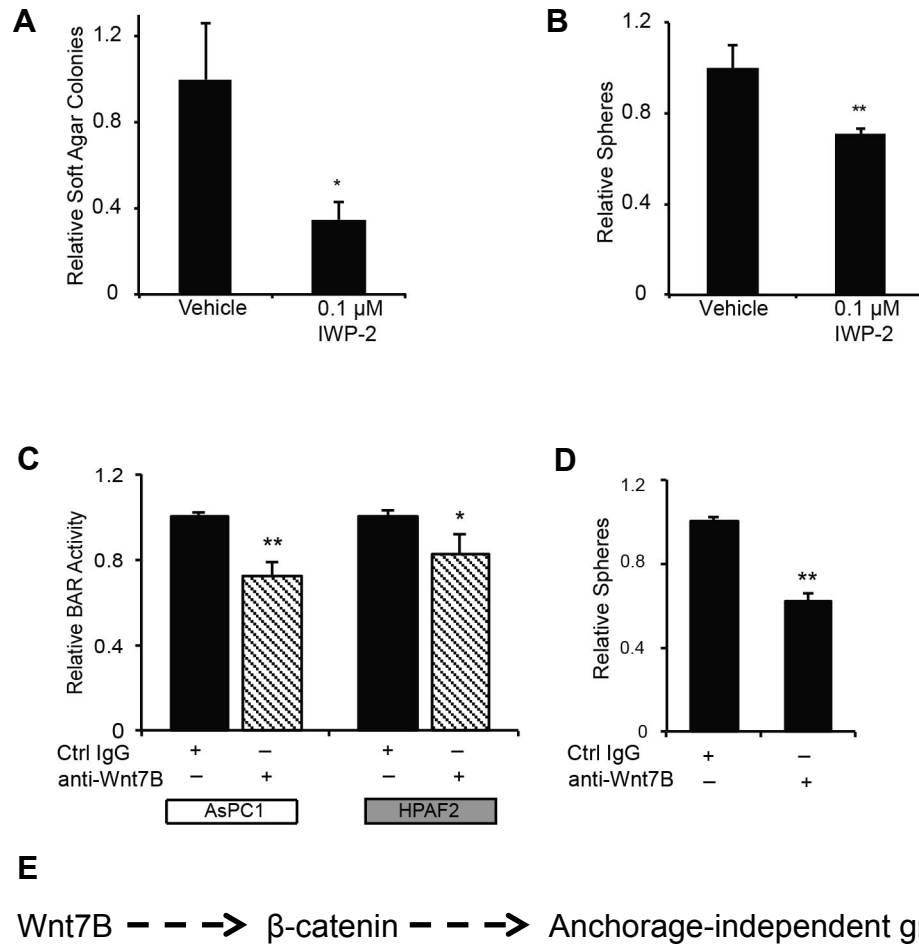 A
Relative Soft Agar Colonies
1.2
0.8
0.4
0
*
Vehicle
0.1 µM
IWP-2
B
Relative Spheres
1.2
0.8
0.4
0
**
Vehicle
0.1 µM
IWP-2
C
Relative BAR Activity
1.2
0.8
0.4
0
**
*
Ctrl IgG + – + –
anti-Wnt7B – + – +
AsPC1 HPAF2
D
Relative Spheres
1.2
0.8
0.4
0
**
Ctrl IgG + –
anti-Wnt7B – +
E
Wnt7B β-catenin Anchorage-independent g